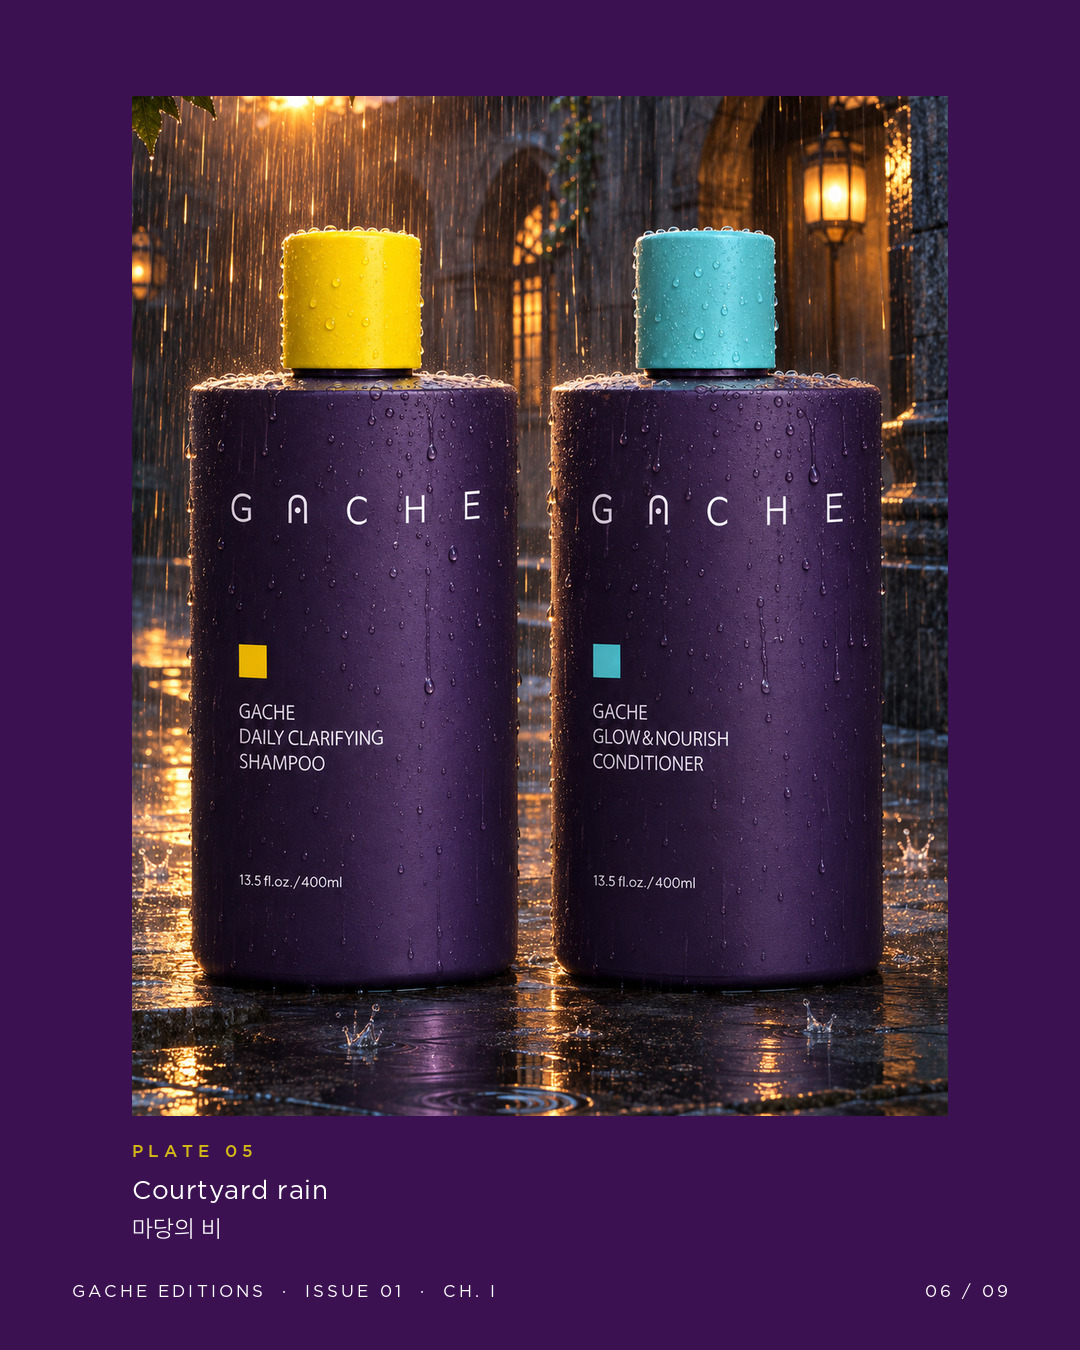 GACHE
GACHE
DAILY CLARIFYING
SHAMPOO
13.5 fl.oz./400ml
GACHE
GACHE
GLOW&NOURISH
CONDITIONER
13.5 fl.oz./400ml
PLATE 05
Courtyard rain
마당의 비
GACHE EDITIONS · ISSUE 01 · CH. I
06 / 09